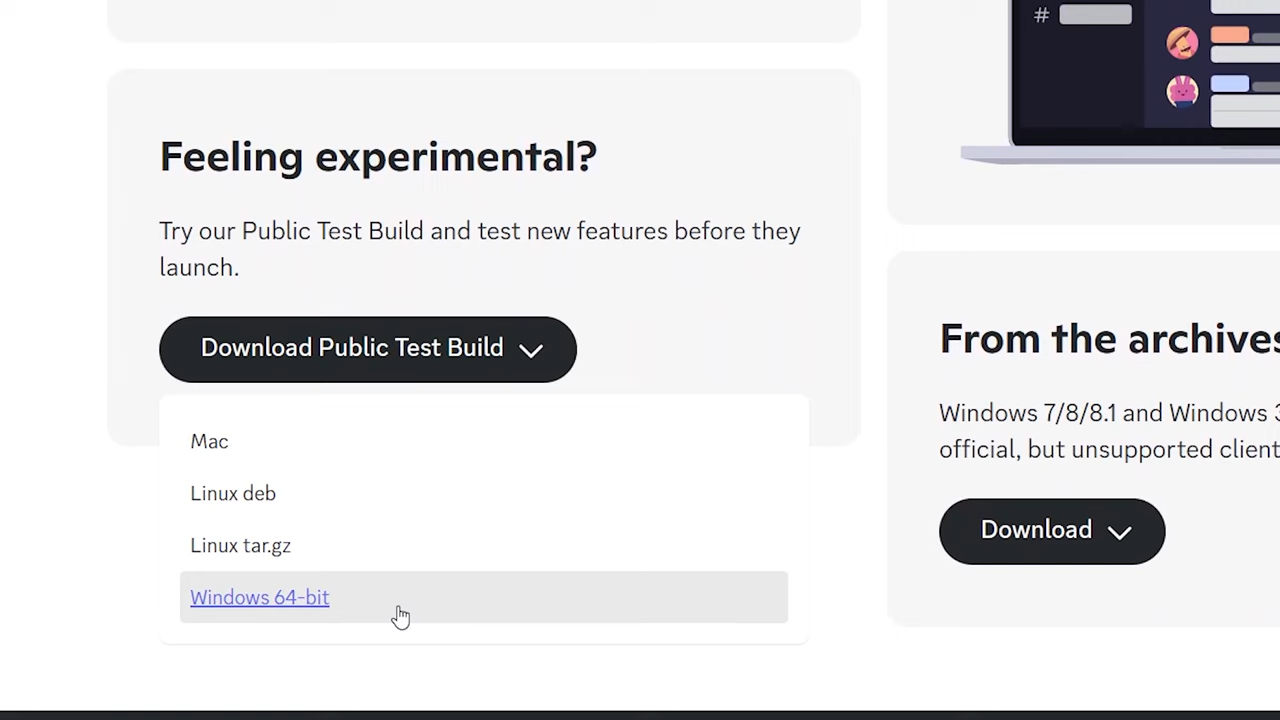 #
Feeling experimental?
Try our Public Test Build and test new features before they
launch.
Download Public Test Build
Mac
Linux deb
Linux tar.gz
Windows 64-bit
From the archives
Windows 7/8/8.1 and Windows
official, but unsupported client
Download